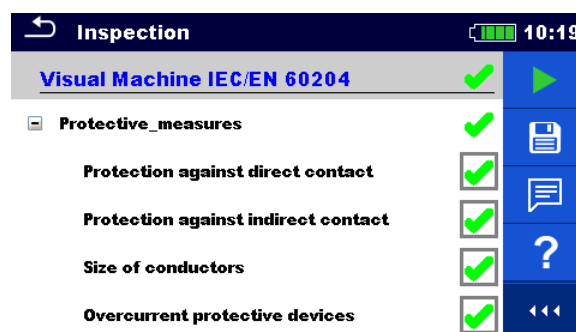 Inspection
10:19
Visual Machine IEC/EN 60204
Protective_measures
Protection against direct contact
Protection against indirect contact
Size of conductors
Overcurrent protective devices
?